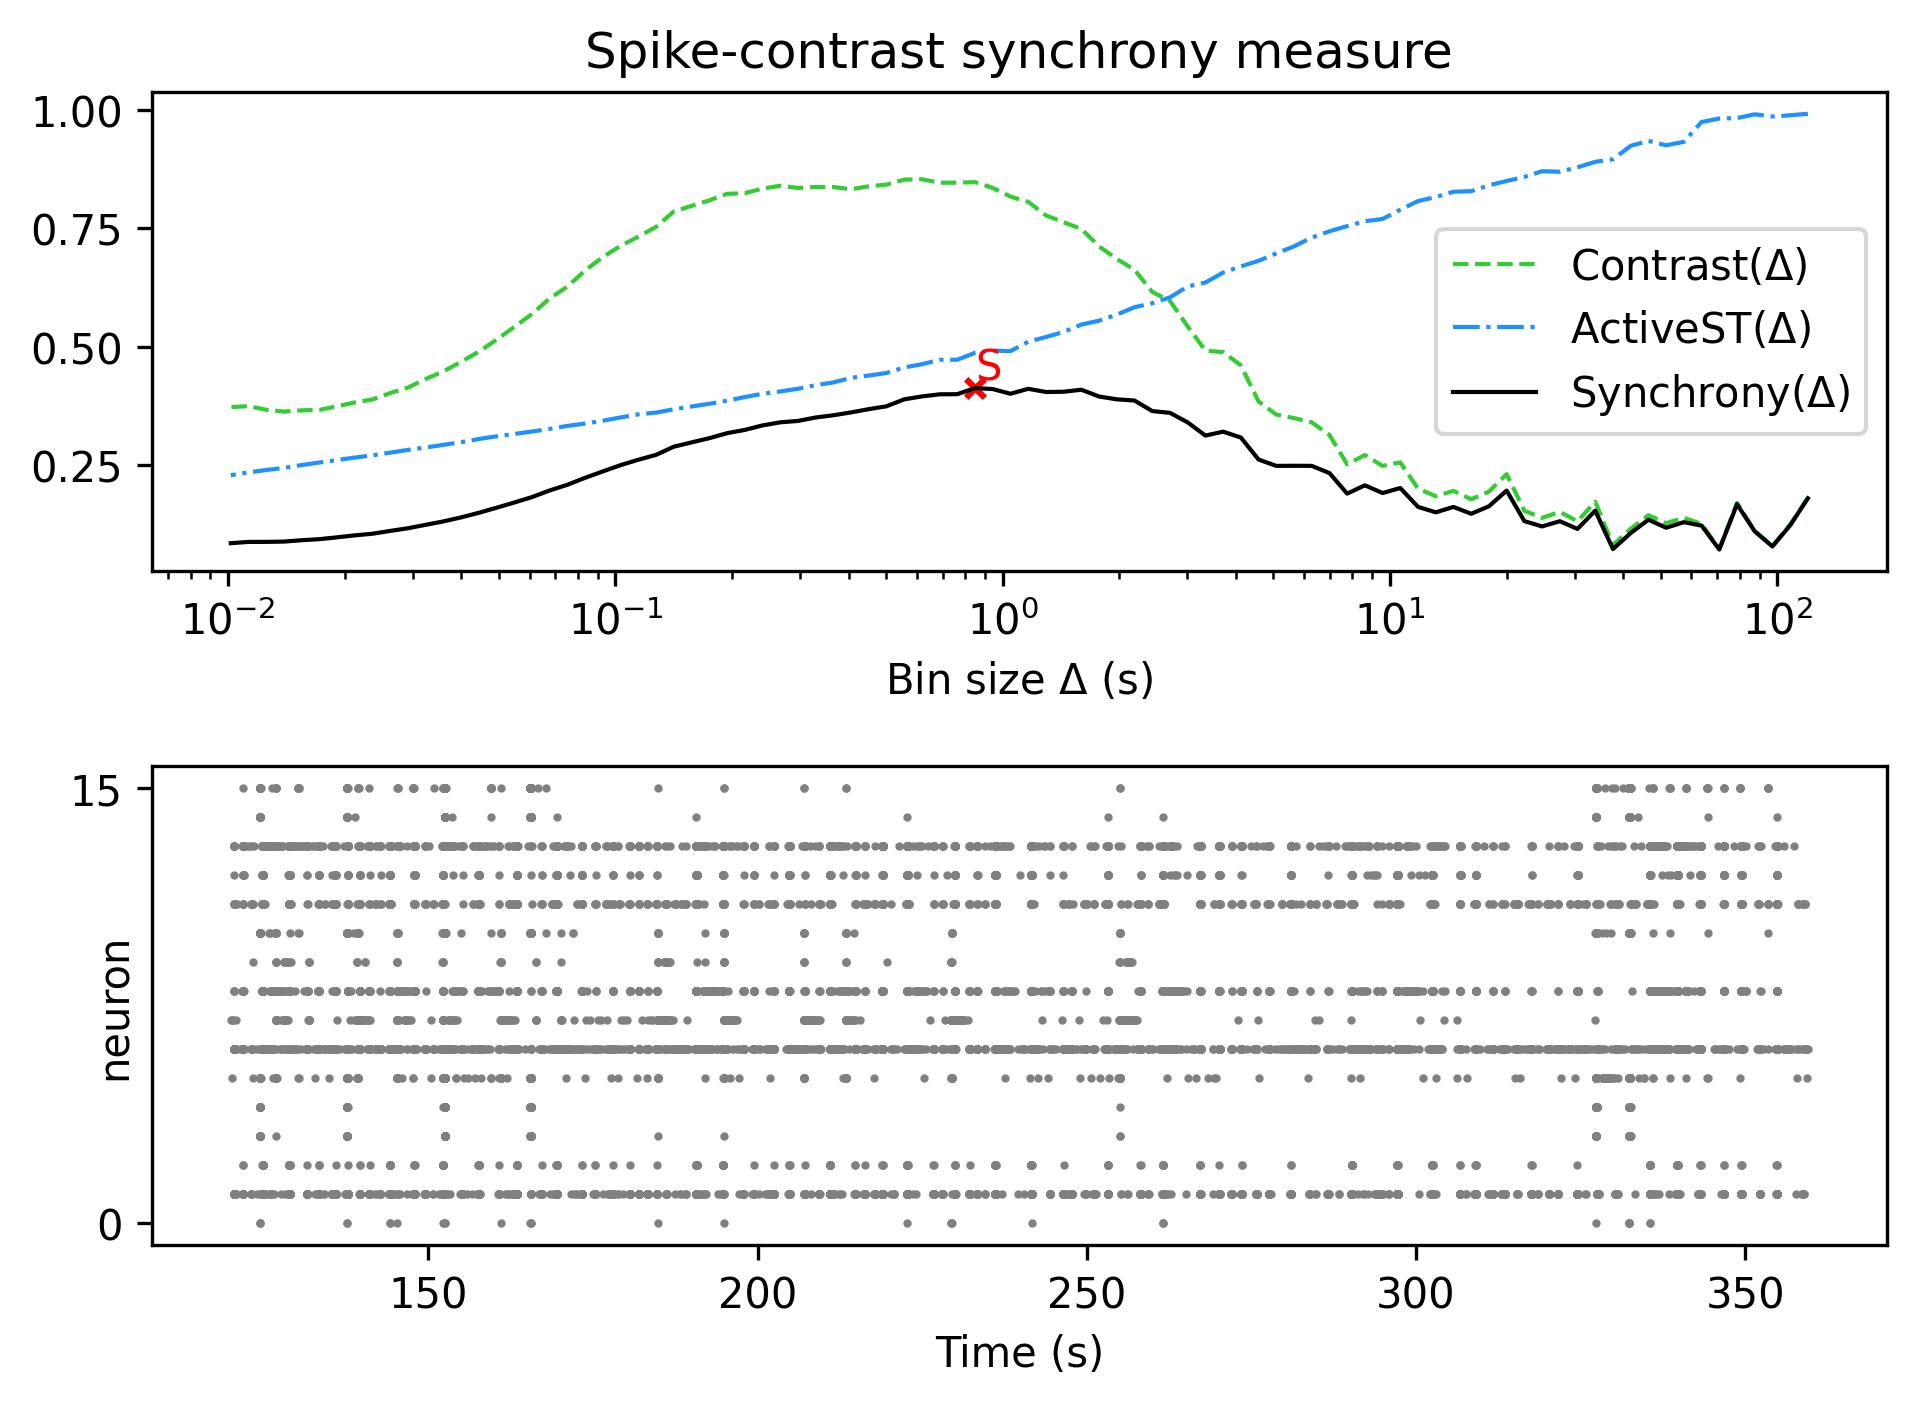 Spike-contrast synchrony measure
1.00
0.75
0.50
0.25
S
Contrast(Δ)
ActiveST(Δ)
Synchrony(Δ)
10⁻² 10⁻¹ 10⁰ 10¹ 10²
Bin size Δ (s)
15
0
neuron
150 200 250 300 350
Time (s)